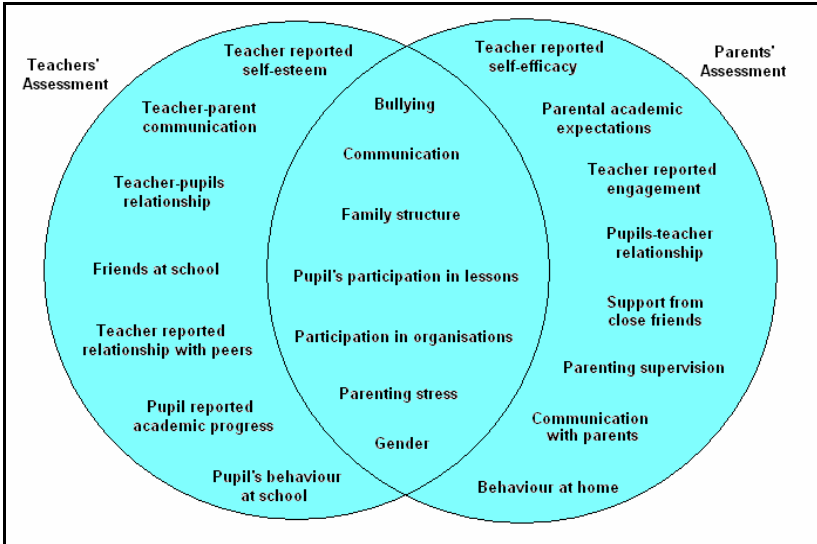 Teachers'
Assessment
Teacher reported
self-esteem
Teacher-parent
communication
Teacher-pupils
relationship
Friends at school
Teacher reported
relationship with peers
Pupil reported
academic progress
Pupil's behaviour
at school
Bullying
Communication
Family structure
Pupil's participation in lessons
Participation in organisations
Parenting stress
Gender
Parents'
Assessment
Teacher reported
self-efficacy
Parental academic
expectations
Teacher reported
engagement
Pupils-teacher
relationship
Support from
close friends
Parenting supervision
Communication
with parents
Behaviour at home